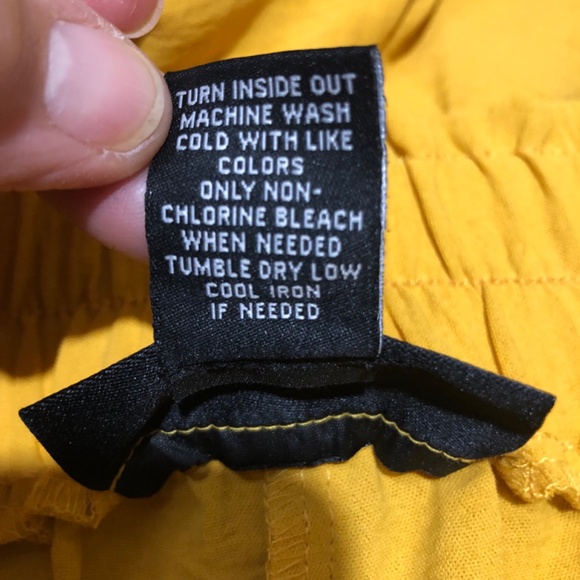 TURN INSIDE OUT
MACHINE WASH
COLD WITH LIKE
COLORS
ONLY NON-
CHLORINE BLEACH
WHEN NEEDED
TUMBLE DRY LOW
COOL IRON
IF NEEDED